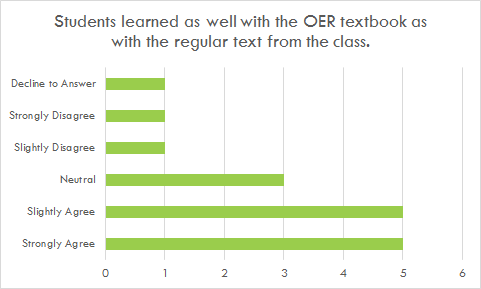 Students learned as well with the OER textbook as
with the regular text from the class.
Decline to Answer
Strongly Disagree
Slightly Disagree
Neutral
Slightly Agree
Strongly Agree
0 1 2 3 4 5 6